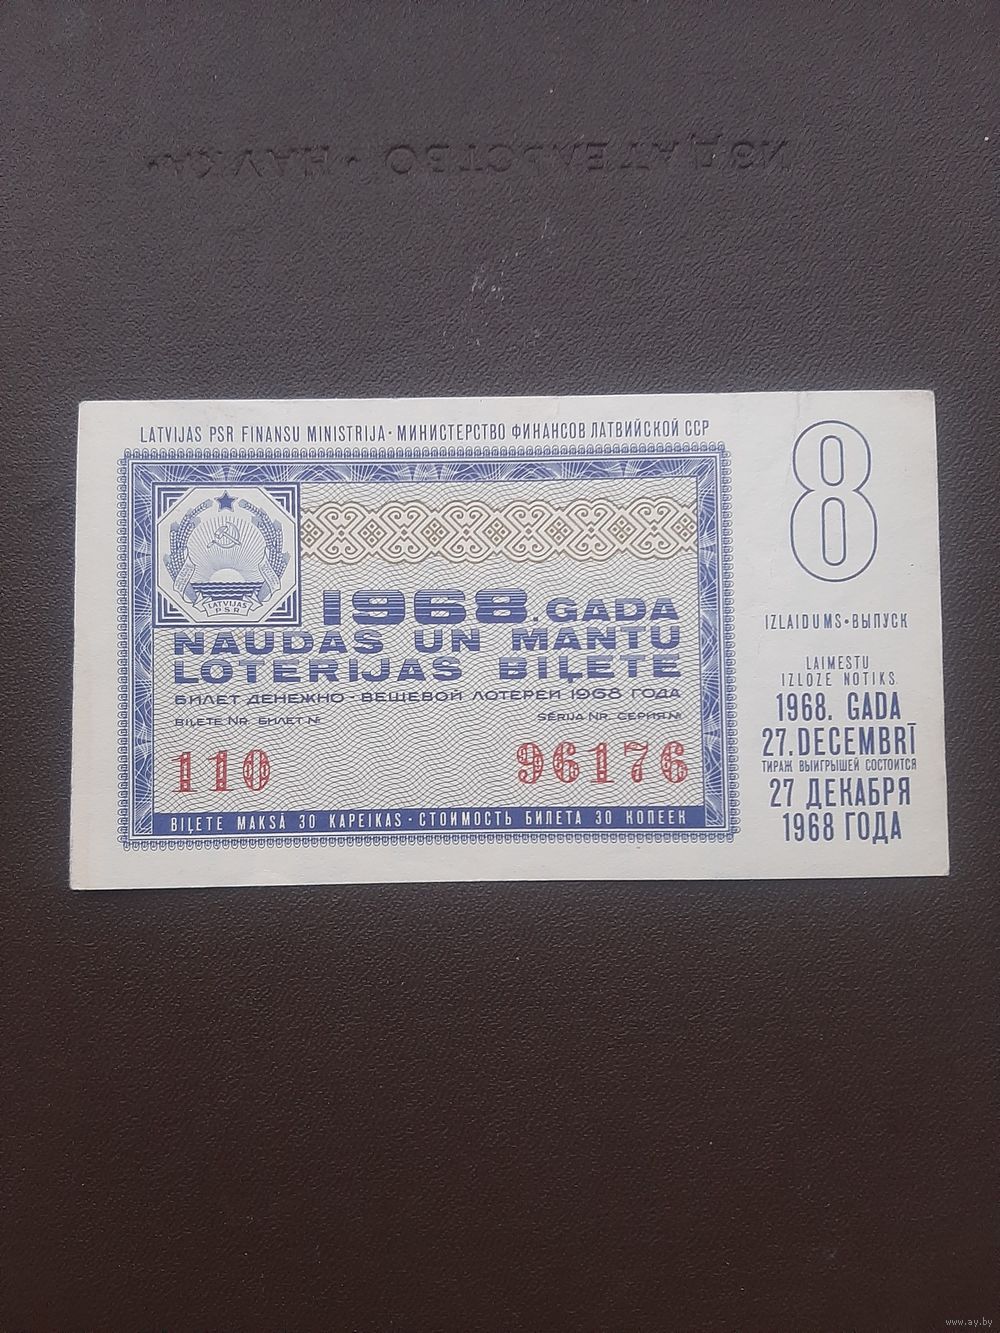 ИЗДАТЕЛЬСТВО · НАУКА ·
LATVIJAS PSR FINANSU MINISTRIJA · МИНИСТЕРСТВО ФИНАНСОВ ЛАТВИЙСКОЙ ССР
LATVIJAS
PSR
1968. GADA
NAUDAS UN MANTU
LOTERIJAS BIĻETE
БИЛЕТ ДЕНЕЖНО-ВЕЩЕВОЙ ЛОТЕРЕИ 1968 ГОДА
BIĻETE NR. БИЛЕТ № SĒRIJA NR. СЕРИЯ №
110 96176
BIĻETE MAKSĀ 30 KAPEIKAS · СТОИМОСТЬ БИЛЕТА 30 КОПЕЕК
8
IZLAIDUMS · ВЫПУСК
LAIMESTU
IZLOZE NOTIKS
1968. GADA
27. DECEMBRĪ
ТИРАЖ ВЫИГРЫШЕЙ СОСТОИТСЯ
27 ДЕКАБРЯ
1968 ГОДА
www.ay.by